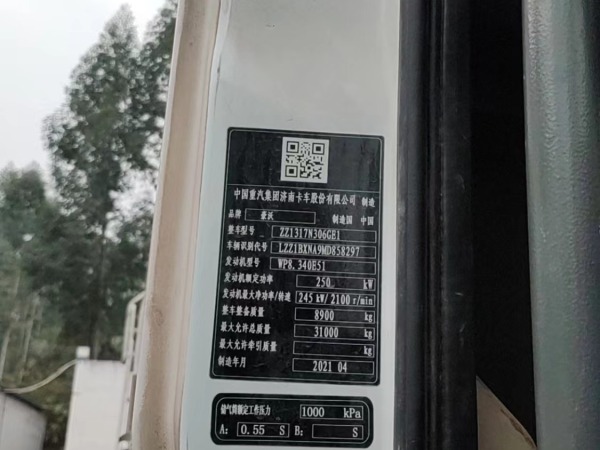 中国重汽集团济南卡车股份有限公司 制造
品牌 豪沃 制造国 中国
整车型号 ZZ1317N306GE1
车辆识别代号 LZZ1BXNA9MD858297
发动机型号 WP8.340E51
发动机额定功率 250 kW
发动机最大净功率/转速 245 kW/2100 r/min
整车整备质量 8900 kg
最大允许总质量 31000 kg
最大允许牵引质量 kg
制造年月 2021 04
储气筒额定工作压力 1000 kPa
A: 0.55 S B: S